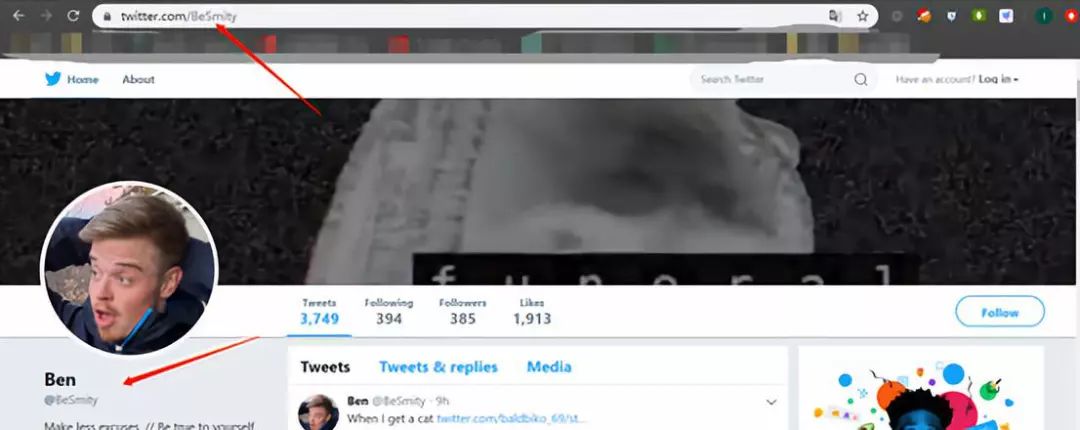 twitter.com/BeSmity
Home About Search Twitter Have an account? Log in
f u n e r a l
Tweets Following Followers Likes
3,749 394 385 1,913
Follow
Tweets Tweets & replies Media
Ben
@BeSmity
Ben @BeSmity · 9h
When I get a cat twitter.com/baldbiko_69/st...
Make less excuses // Be true to yourself